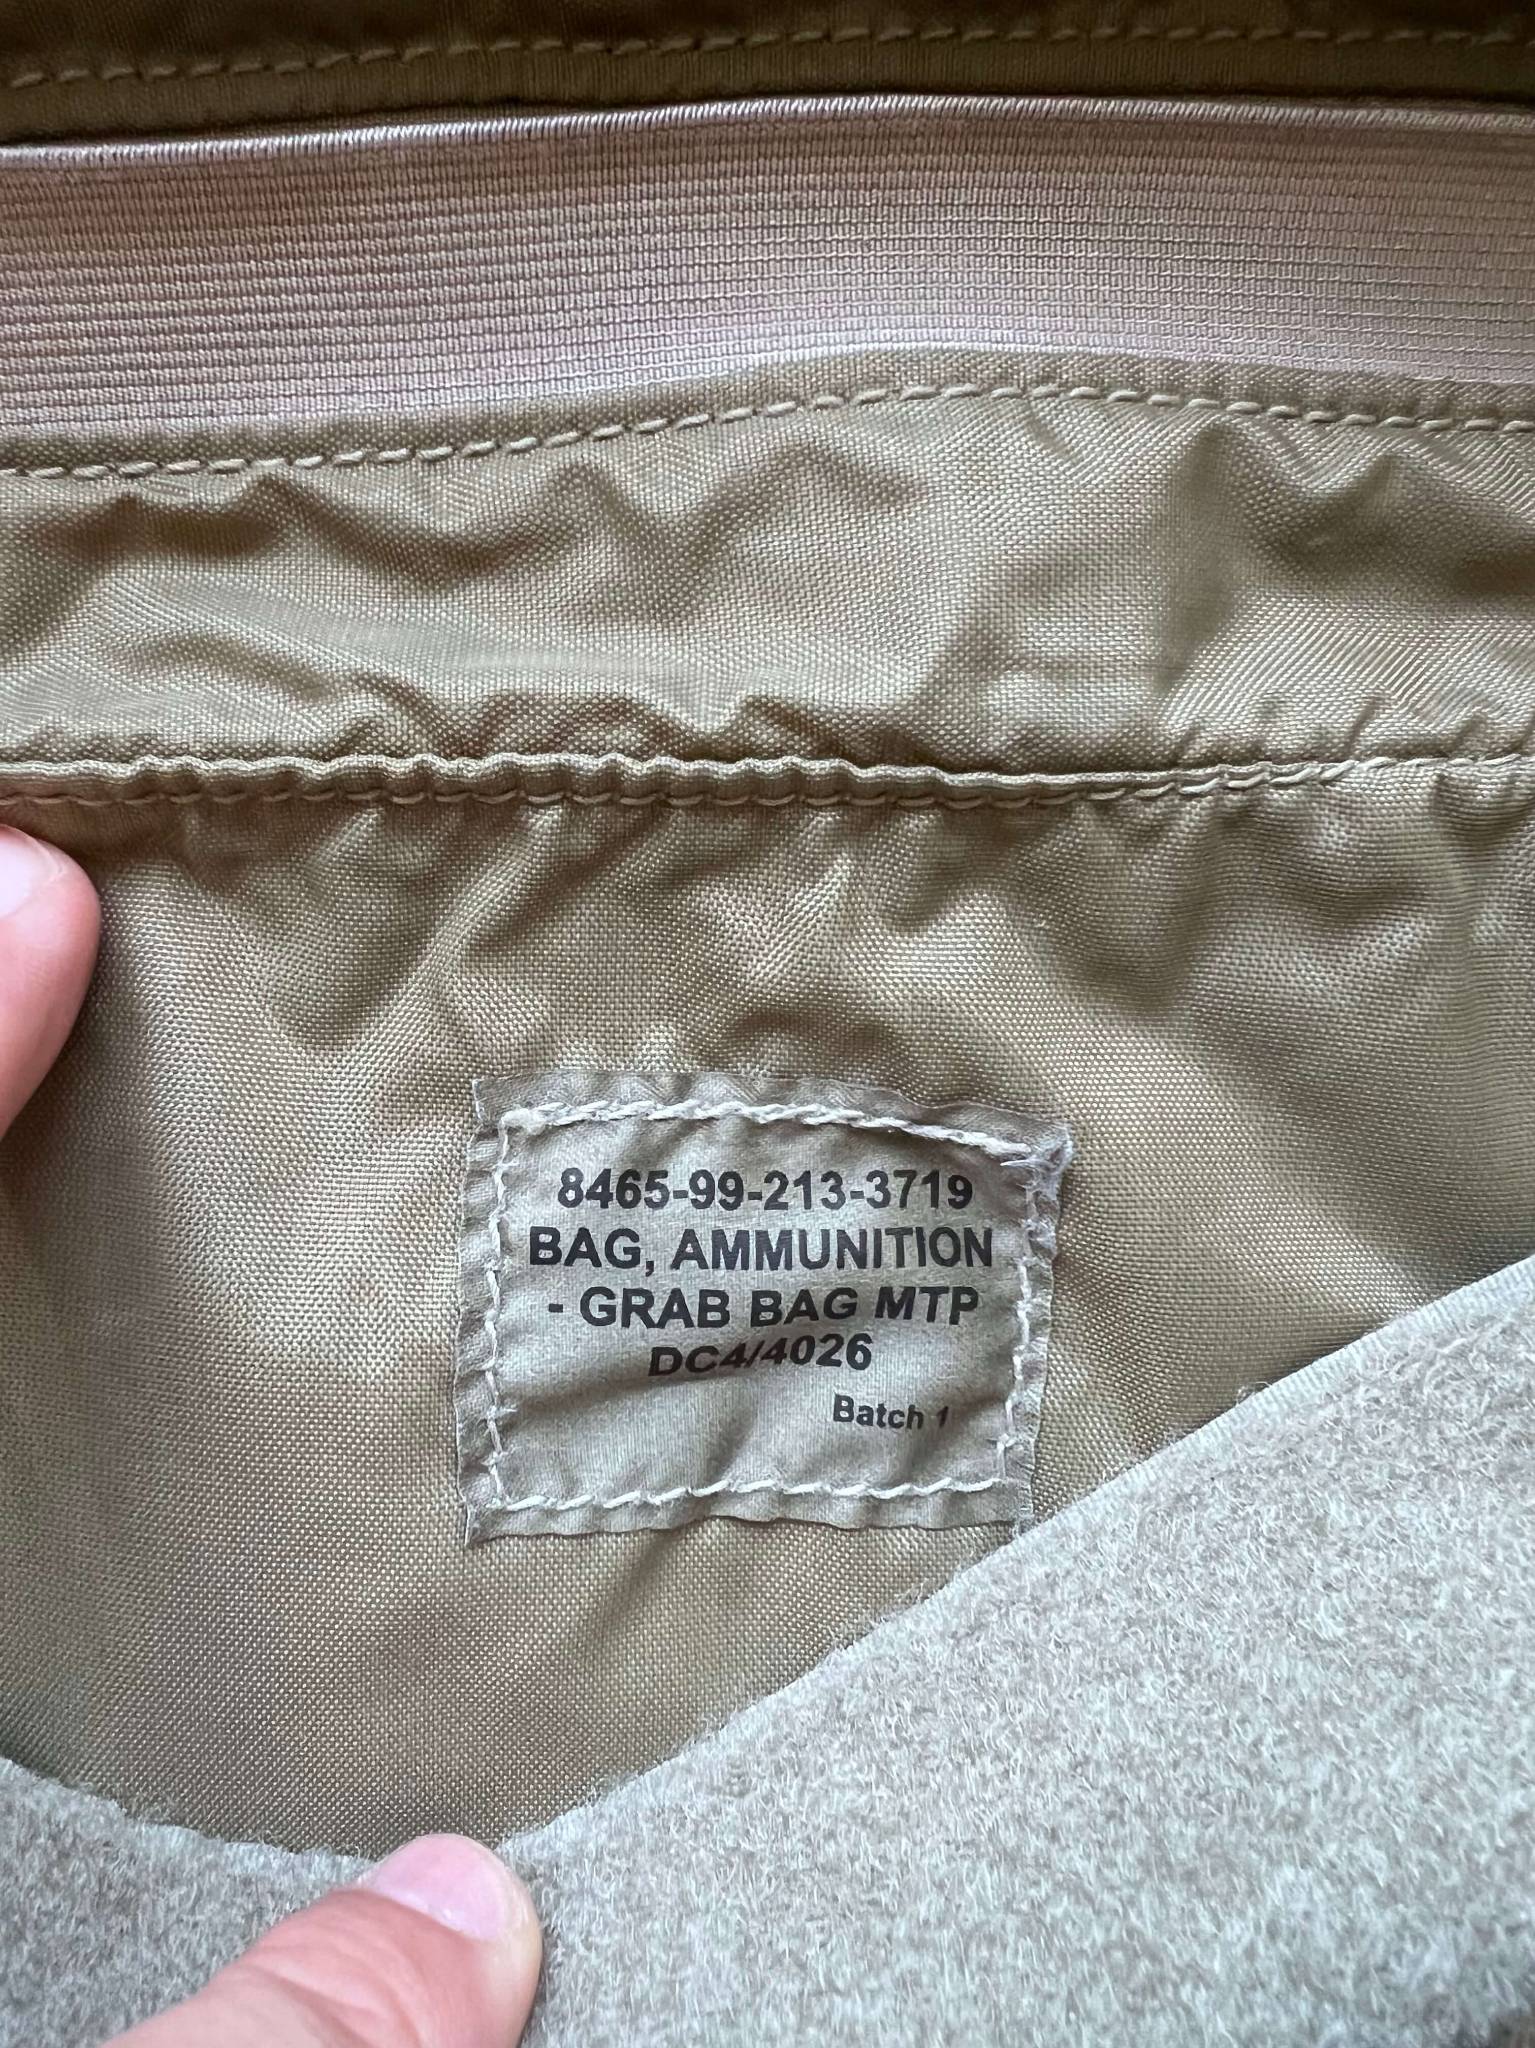 8465-99-213-3719
BAG, AMMUNITION
- GRAB BAG MTP
DC4/4026
Batch 1